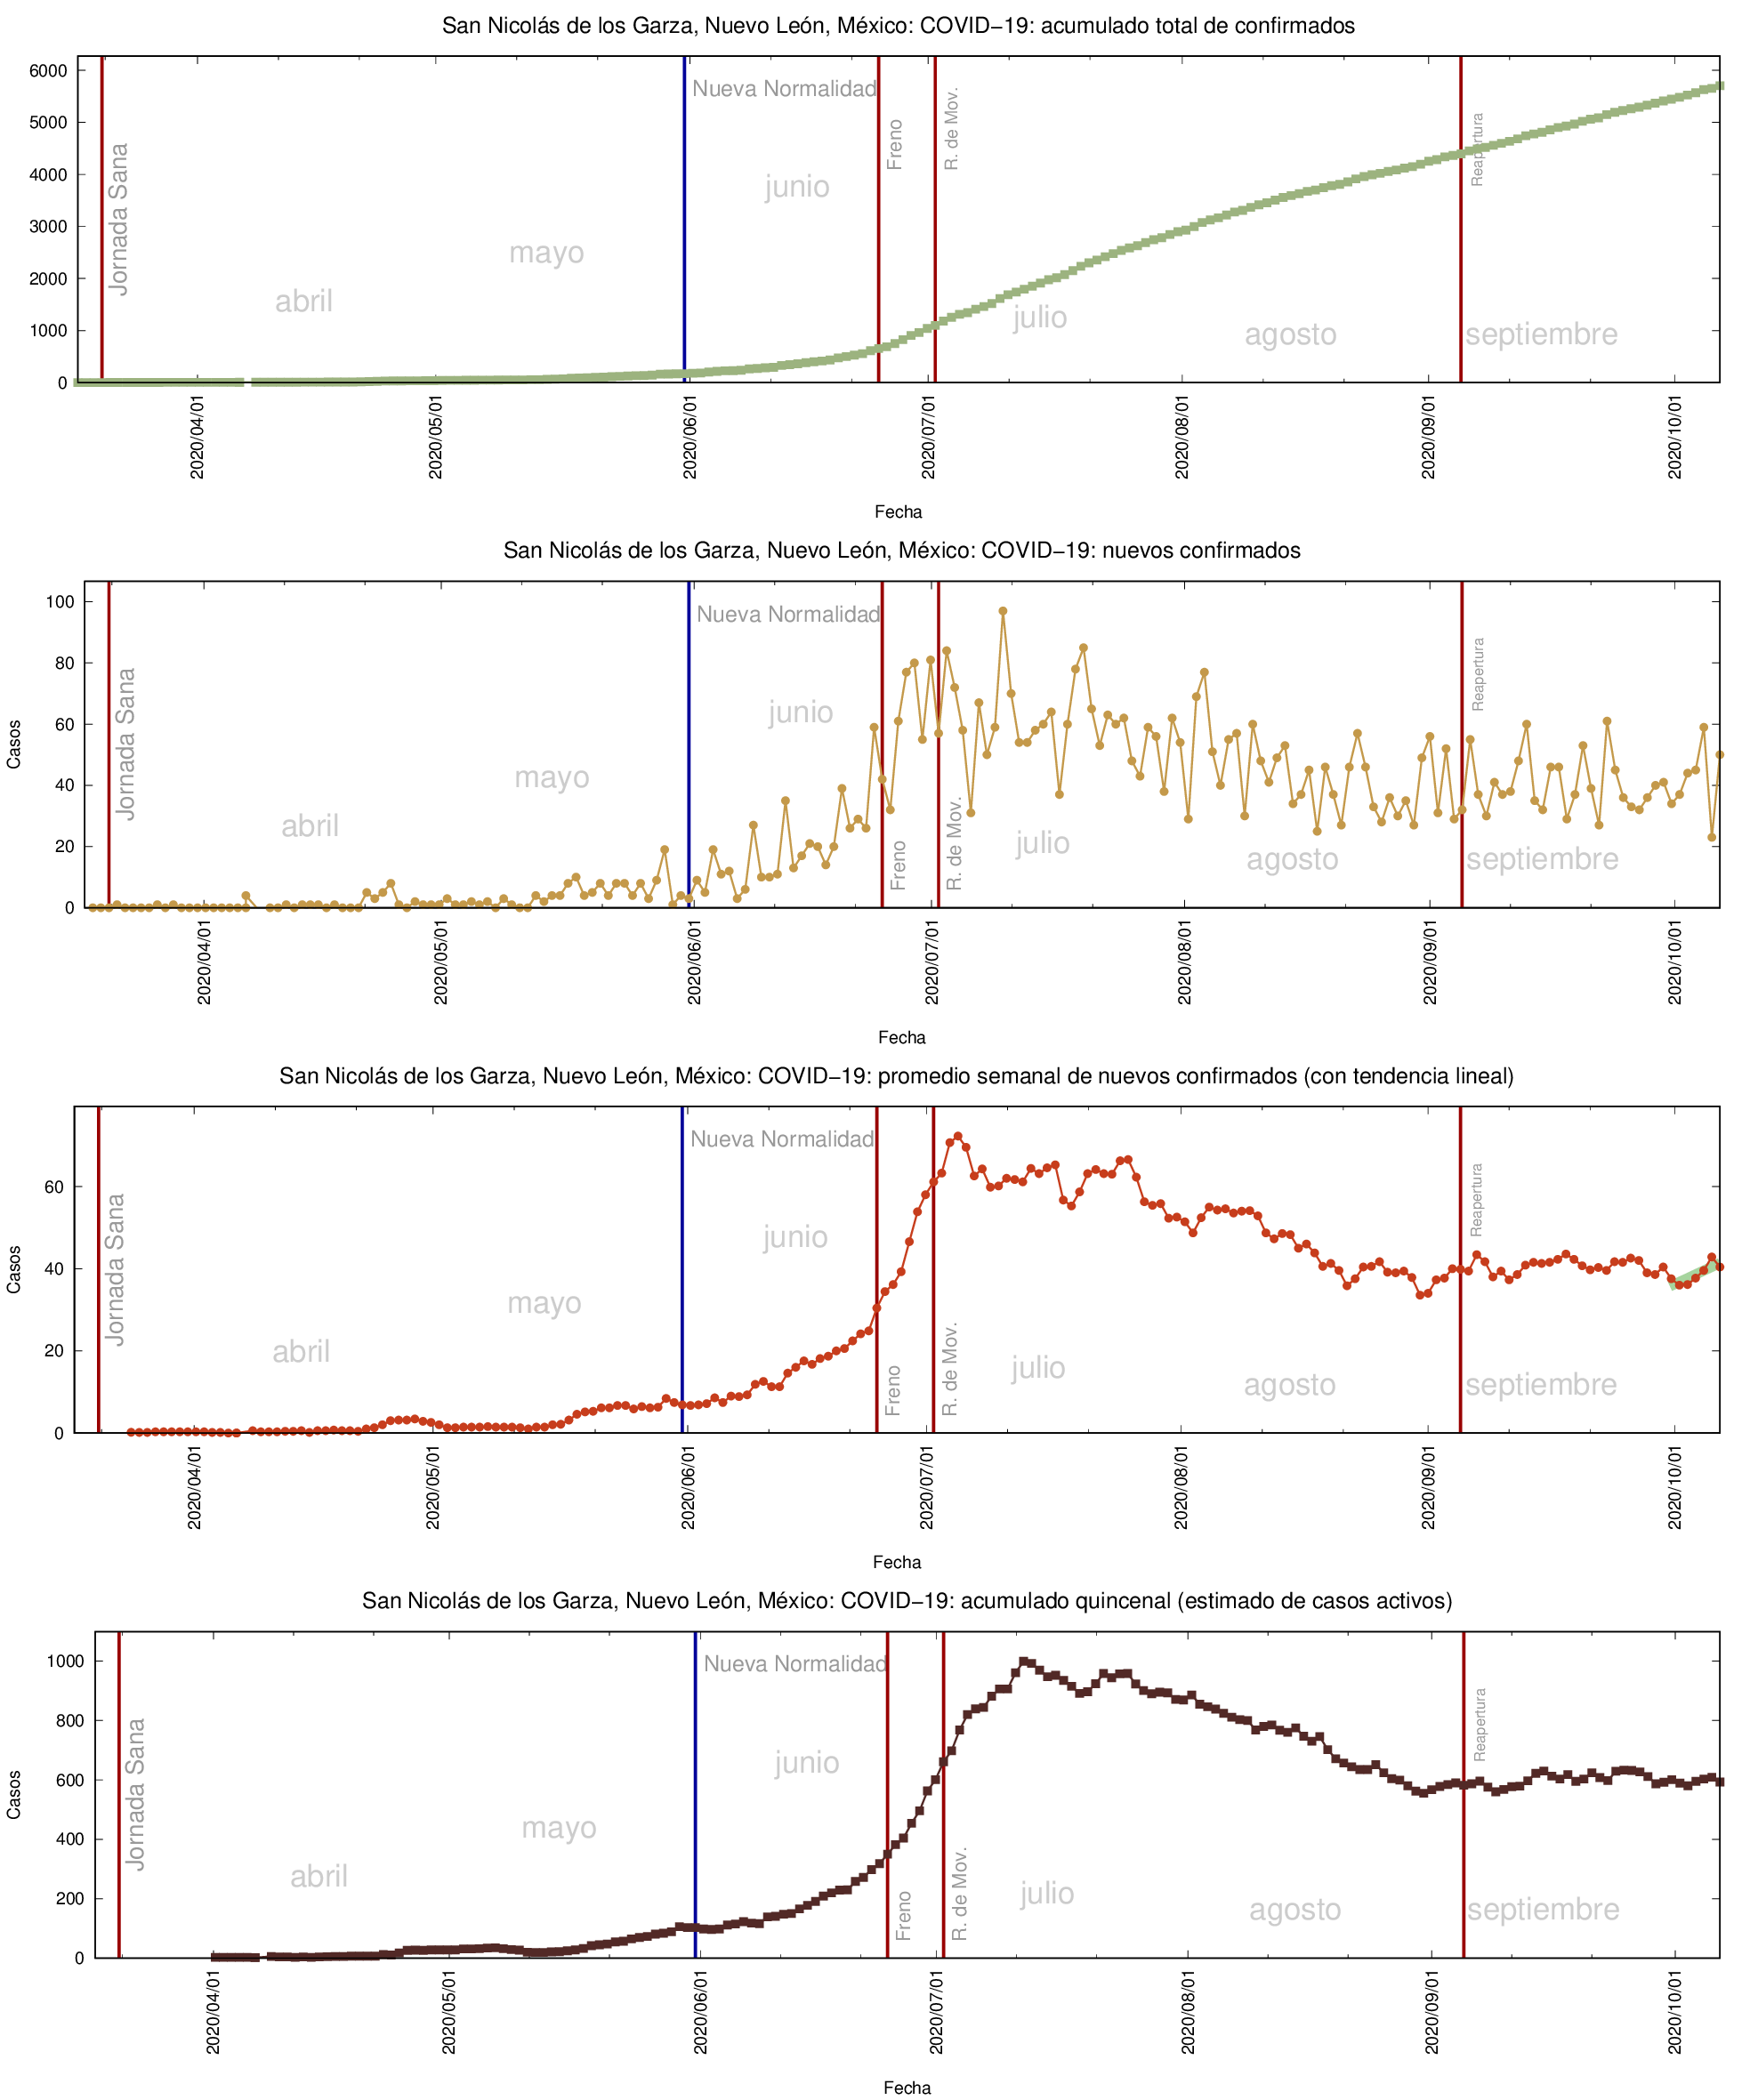 San Nicolás de los Garza, Nuevo León, México: COVID−19: acumulado total de confirmados
6000
5000
4000
3000
2000
1000
0
Jornada Sana
abril
mayo
Nueva Normalidad
junio
Freno
R. de Mov.
julio
agosto
Reapertura
septiembre
2020/04/01
2020/05/01
2020/06/01
2020/07/01
2020/08/01
2020/09/01
2020/10/01
Fecha
San Nicolás de los Garza, Nuevo León, México: COVID−19: nuevos confirmados
Casos
100
80
60
40
20
0
Jornada Sana
abril
mayo
Nueva Normalidad
junio
Freno
R. de Mov.
julio
agosto
Reapertura
septiembre
2020/04/01
2020/05/01
2020/06/01
2020/07/01
2020/08/01
2020/09/01
2020/10/01
Fecha
San Nicolás de los Garza, Nuevo León, México: COVID−19: promedio semanal de nuevos confirmados (con tendencia lineal)
Casos
60
40
20
0
Jornada Sana
abril
mayo
Nueva Normalidad
junio
Freno
R. de Mov.
julio
agosto
Reapertura
septiembre
2020/04/01
2020/05/01
2020/06/01
2020/07/01
2020/08/01
2020/09/01
2020/10/01
Fecha
San Nicolás de los Garza, Nuevo León, México: COVID−19: acumulado quincenal (estimado de casos activos)
Casos
1000
800
600
400
200
0
Jornada Sana
abril
mayo
Nueva Normalidad
junio
Freno
R. de Mov.
julio
agosto
Reapertura
septiembre
2020/04/01
2020/05/01
2020/06/01
2020/07/01
2020/08/01
2020/09/01
2020/10/01
Fecha